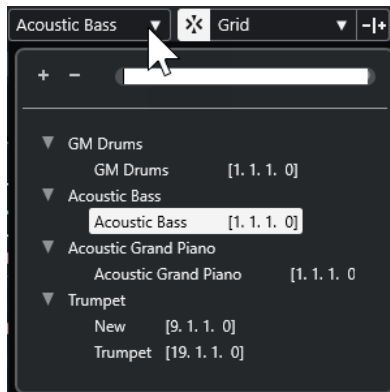 Acoustic Bass Grid
+ −
GM Drums
GM Drums [1. 1. 1. 0]
Acoustic Bass
Acoustic Bass [1. 1. 1. 0]
Acoustic Grand Piano
Acoustic Grand Piano [1. 1. 1. 0
Trumpet
New [9. 1. 1. 0]
Trumpet [19. 1. 1. 0]